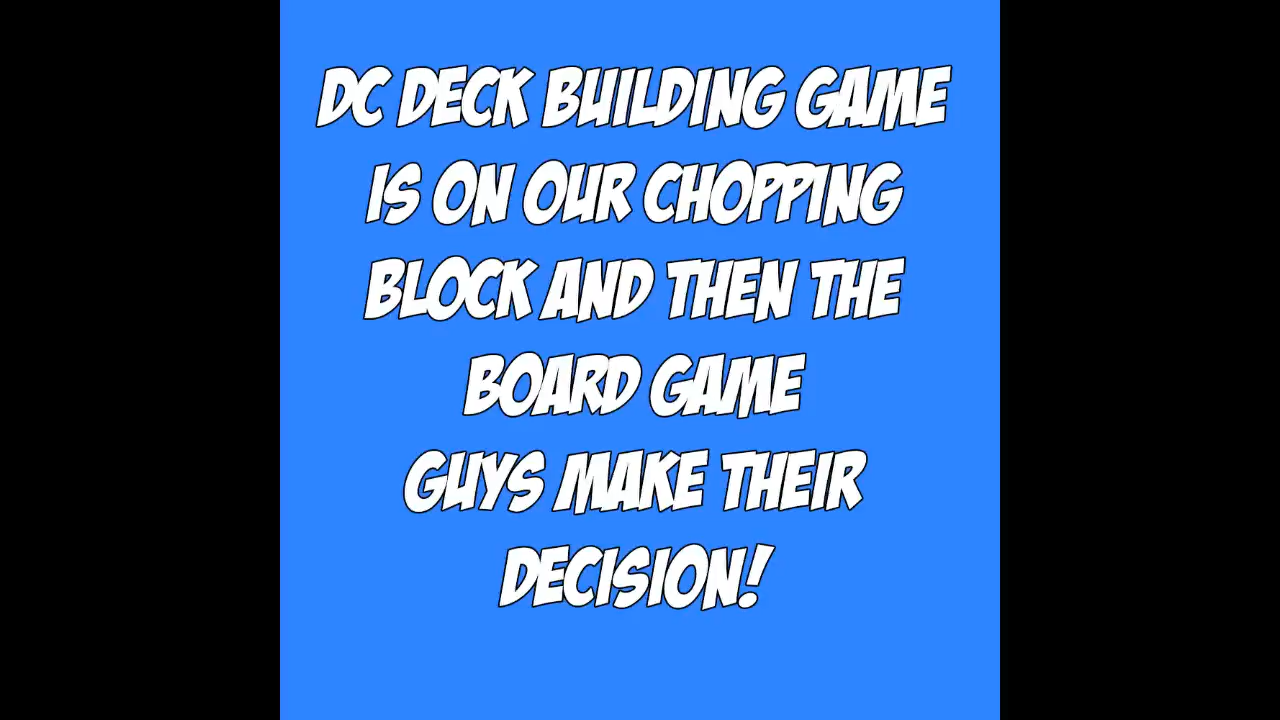 DC DECK BUILDING GAME
IS ON OUR CHOPPING
BLOCK AND THEN THE
BOARD GAME
GUYS MAKE THEIR
DECISION!